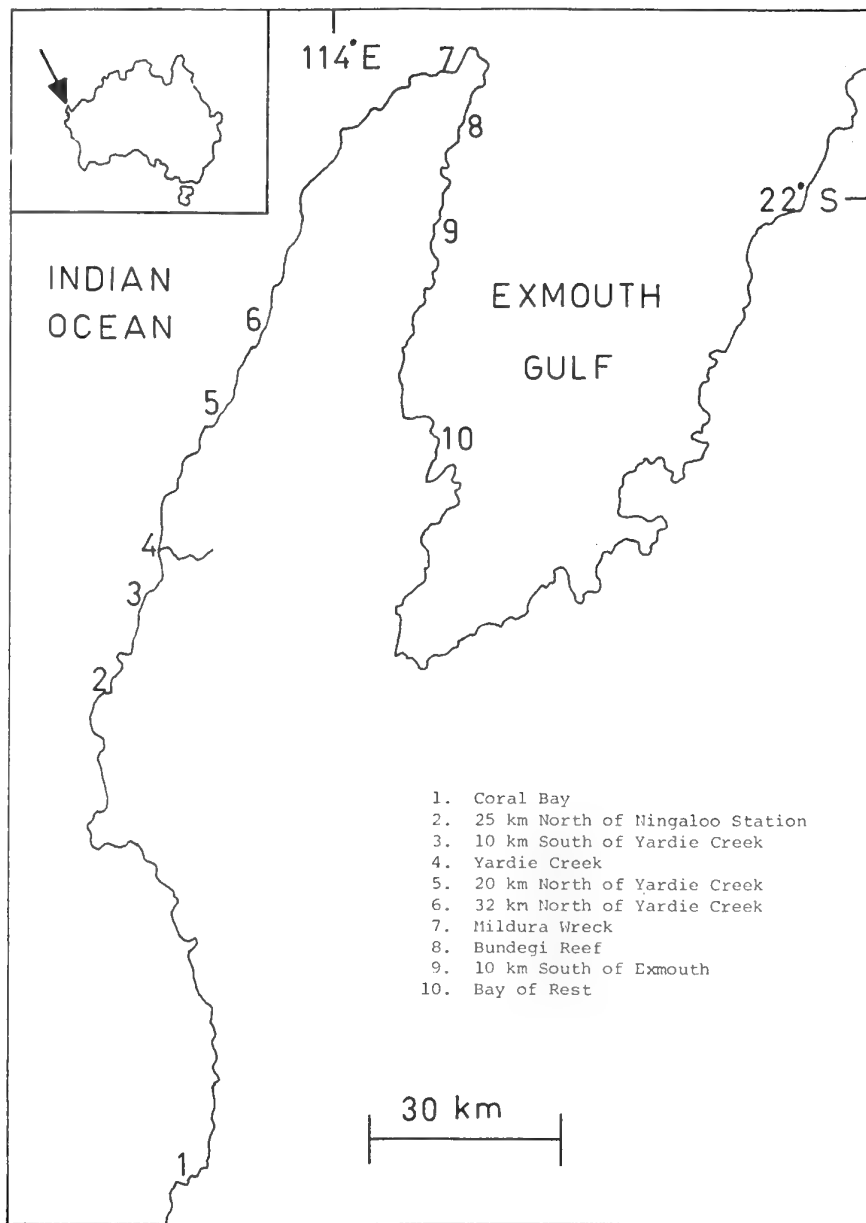 114°E
7
8
22° S
9
INDIAN
OCEAN
EXMOUTH
GULF
6
5
10
4
3
2
1. Coral Bay
2. 25 km North of Ningaloo Station
3. 10 km South of Yardie Creek
4. Yardie Creek
5. 20 km North of Yardie Creek
6. 32 km North of Yardie Creek
7. Mildura Wreck
8. Bundegi Reef
9. 10 km South of Exmouth
10. Bay of Rest
30 km
1